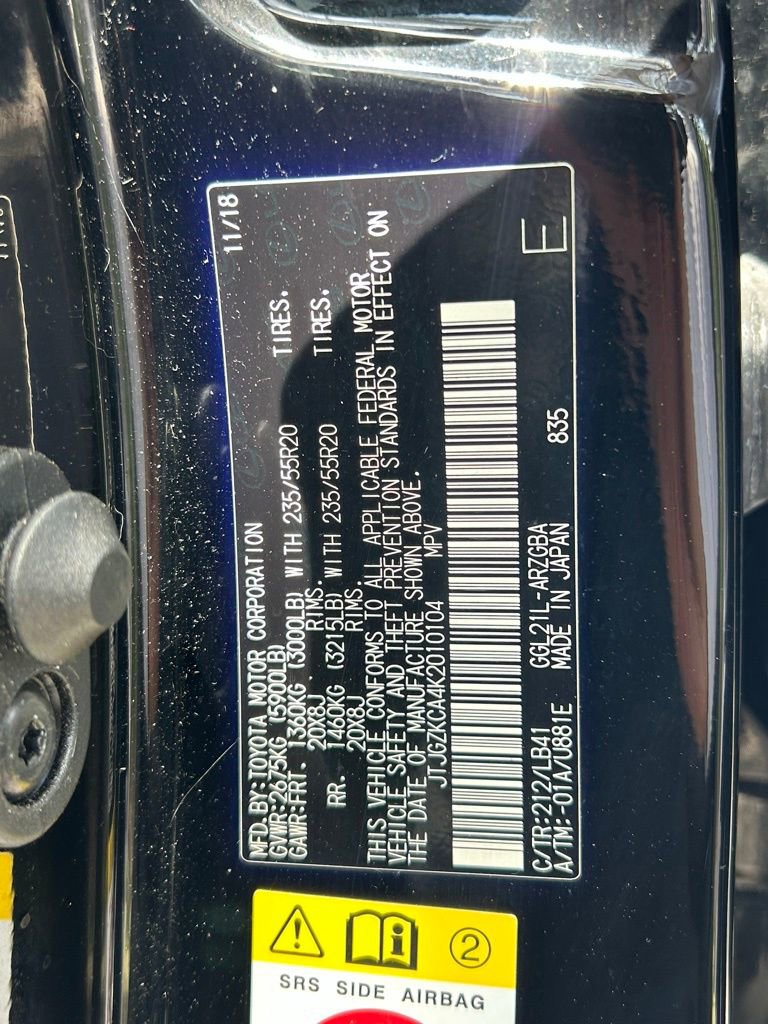 MFD.BY:TOYOTA MOTOR CORPORATION 11/18
GVWR:2675KG (5900LB)
GAWR:FRT. 1360KG (3000LB) WITH 235/55R20 TIRES.
20X8J RIMS.
RR. 1460KG (3215LB) WITH 235/55R20 TIRES.
20X8J RIMS.
THIS VEHICLE CONFORMS TO ALL APPLICABLE FEDERAL MOTOR
VEHICLE SAFETY AND THEFT PREVENTION STANDARDS IN EFFECT ON
THE DATE OF MANUFACTURE SHOWN ABOVE.
JTJGZKCA4K2010104 MPV
C/TR:212/LB41 GGL21L-ARZGBA 835 E
A/TM:-01A/U881E MADE IN JAPAN
2
SRS SIDE AIRBAG